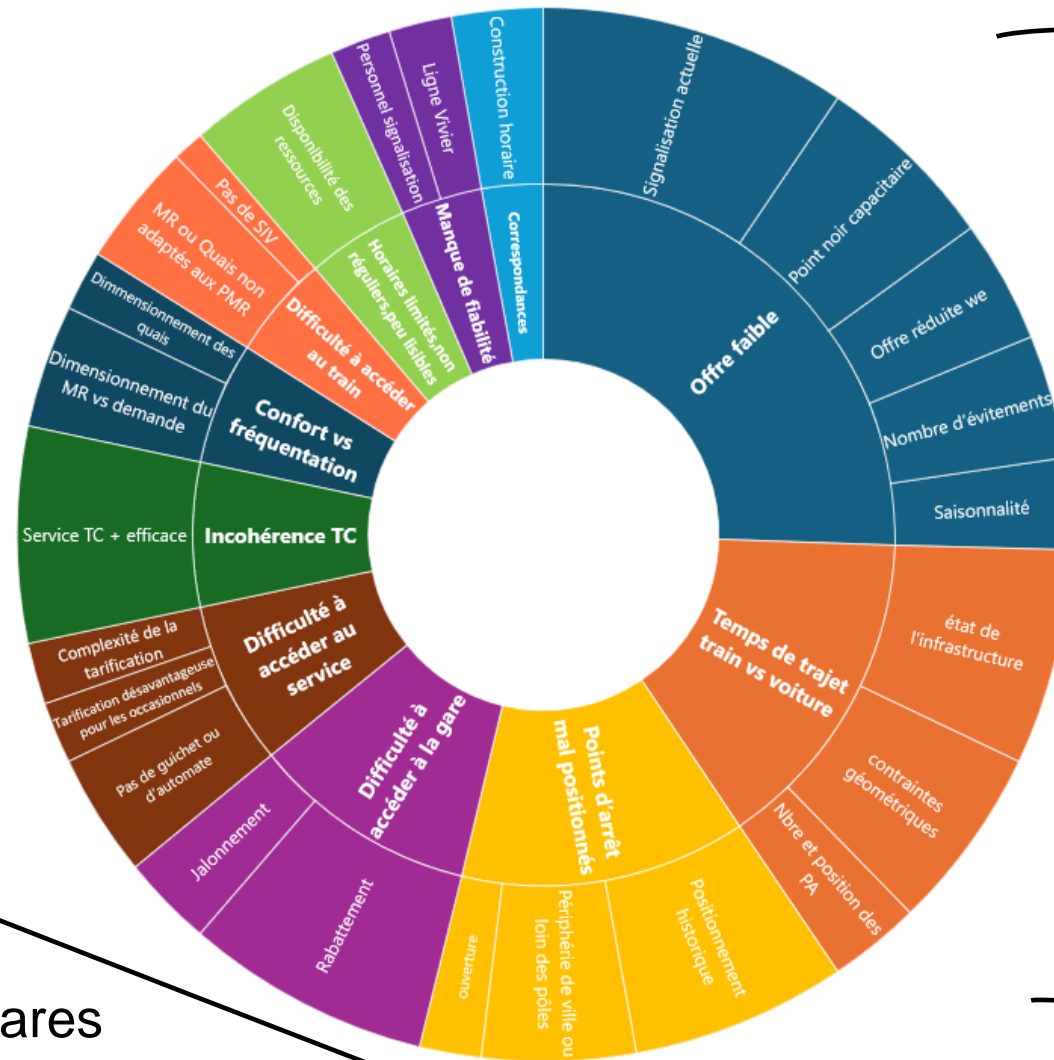 Signalisation actuelle
Point noir capacitaire
Offre réduite we
Nombre d'évitements
Saisonnalité
Offre faible
état de
l'infrastructure
contraintes
géométriques
Nbre et position des
PA
Temps de trajet
train vs voiture
Positionnement
historique
Périphérie de ville ou
loin des pôles
ouverture
Points d'arrêt
mal positionnés
Rabattement
Jalonnement
Difficulté à
accéder à la gare
Pas de guichet ou
d'automate
Tarification désavantageuse
pour les occasionnels
Complexité de la
tarification
Difficulté à
accéder au
service
Service TC + efficace
Incohérence TC
Dimensionnement du
MR vs demande
Dimmensionnement des
quais
Confort vs
fréquentation
MR ou Quais non
adaptés aux PMR
Pas de SIV
Difficulté à accéder
au train
Disponibilité des
ressources
Horaires limités,non
réguliers,peu lisibles
Personnel signalisation
Ligne Vivier
Manque de fiabilité
Construction horaire
Correspondances
ares